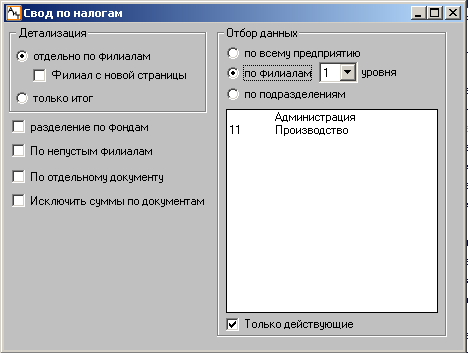 Свод по налогам
Детализация
отдельно по филиалам
Филиал с новой страницы
только итог
разделение по фондам
По непустым филиалам
По отдельному документу
Исключить суммы по документам
Отбор данных
по всему предприятию
по филиалам 1 уровня
по подразделениям
Администрация
11 Производство
Только действующие